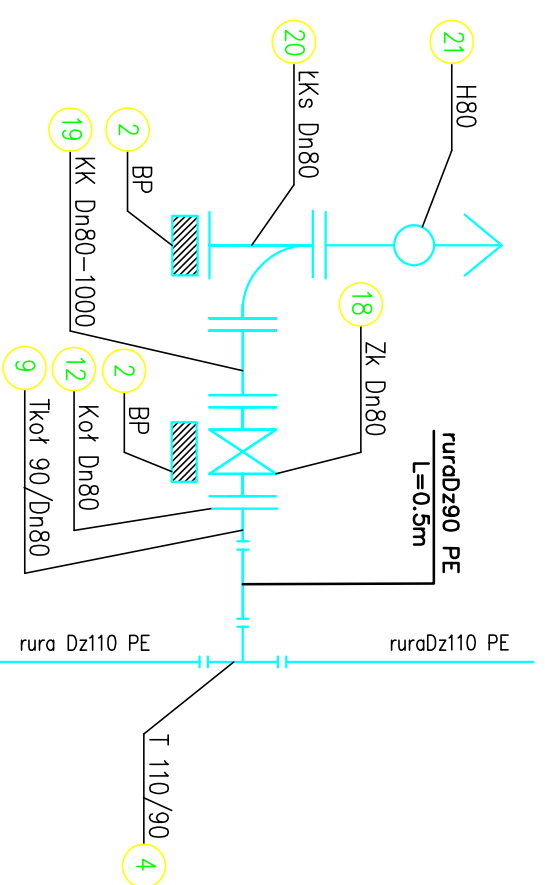 21
H80
20
ŁKs Dn80
2
BP
19
KK Dn80-1000
18
Zk Dn80
2
BP
12
Koł Dn80
9
Tkoł 90/Dn80
ruraDz90 PE
L=0.5m
rura Dz110 PE
ruraDz110 PE
T 110/90
4